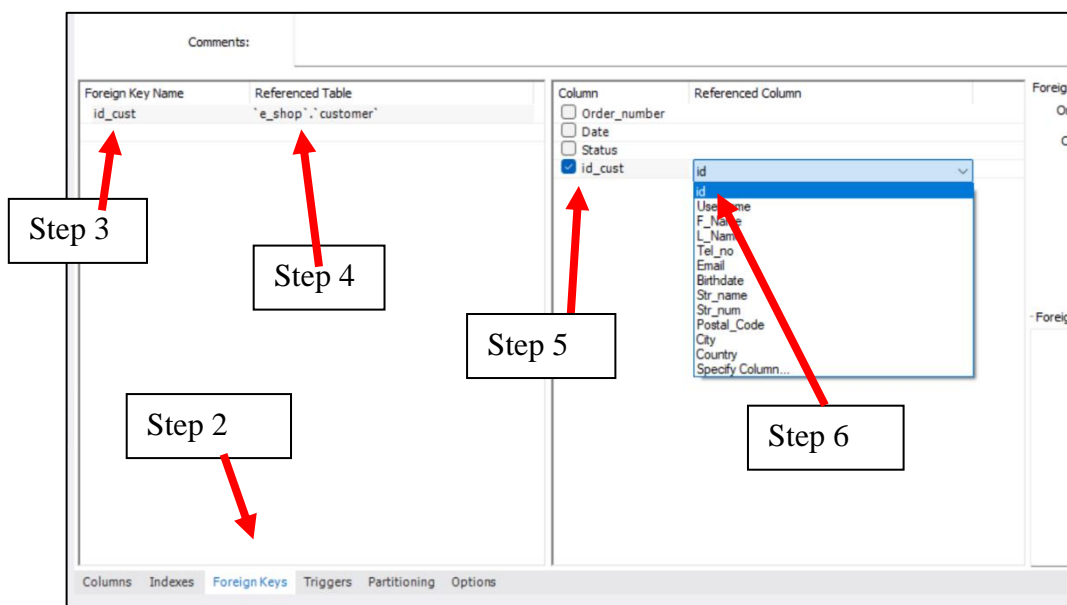 Comments:
Foreign Key Name Referenced Table
id_cust `e_shop`.`customer`
Column Referenced Column
Order_number
Date
Status
id_cust id
id
F_Name
L_Name
Tel_no
Email
Birthdate
Str_name
Str_num
Postal_Code
City
Country
Specify Column...
Foreig
O
C
Foreig
Step 3
Step 4
Step 5
Step 2
Step 6
Columns Indexes Foreign Keys Triggers Partitioning Options